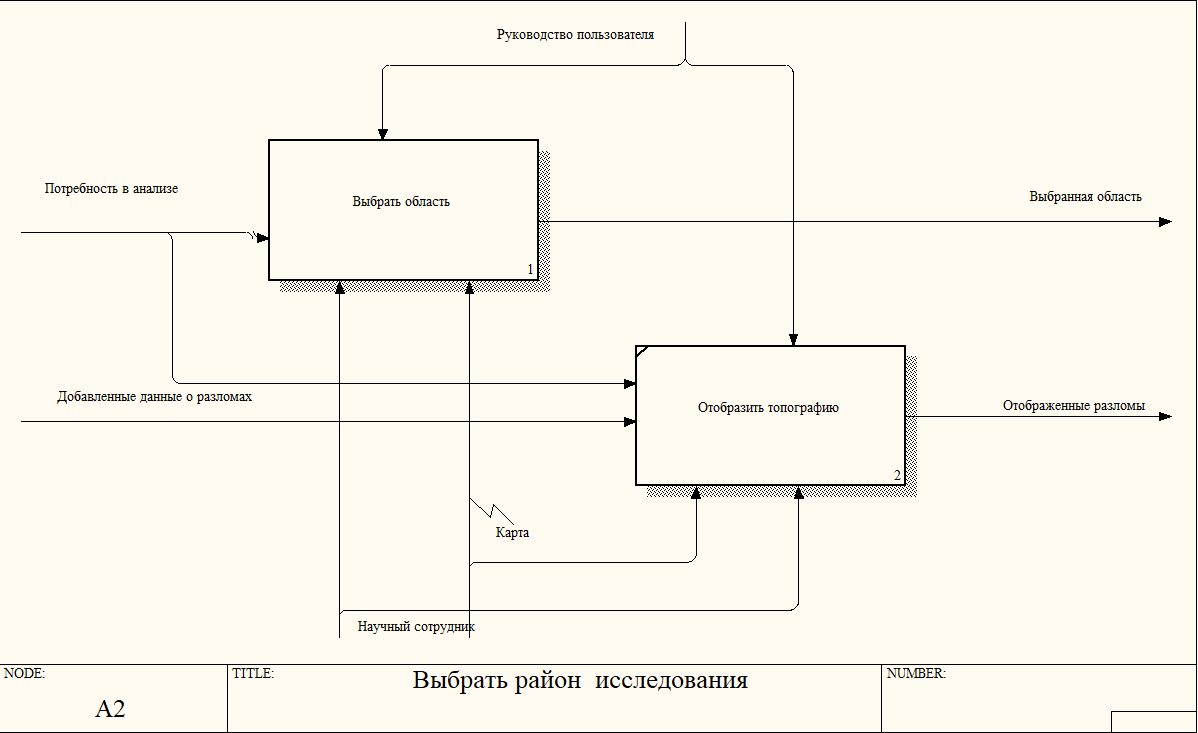 Руководство пользователя
Потребность в анализе
Выбрать область
1
Выбранная область
Добавленные данные о разломах
Отобразить топографию
2
Отображенные разломы
Карта
Научный сотрудник
NODE:
A2
TITLE:
Выбрать район исследования
NUMBER: